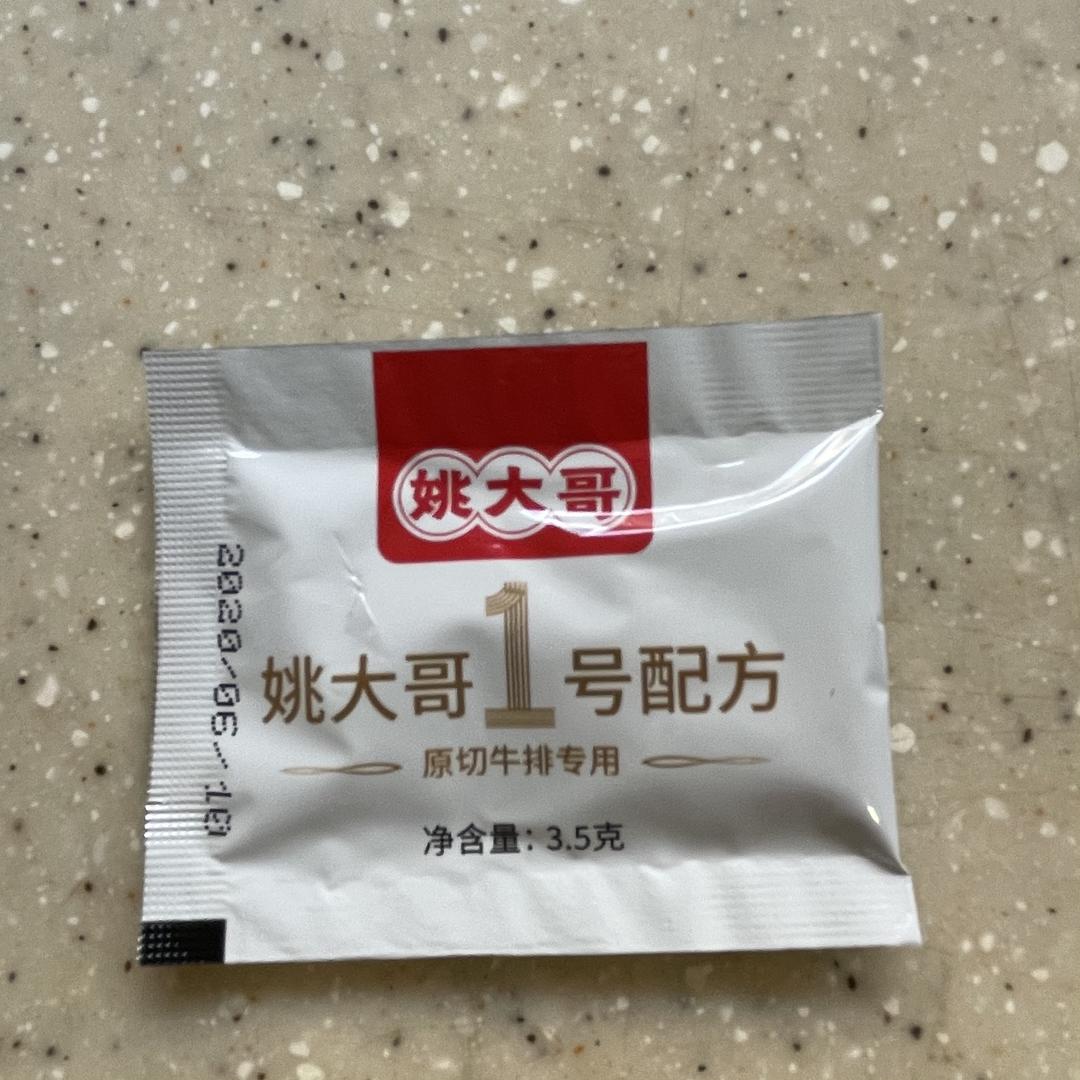 姚大哥
姚大哥1号配方
原切牛排专用
净含量：3.5克
2020/06/10